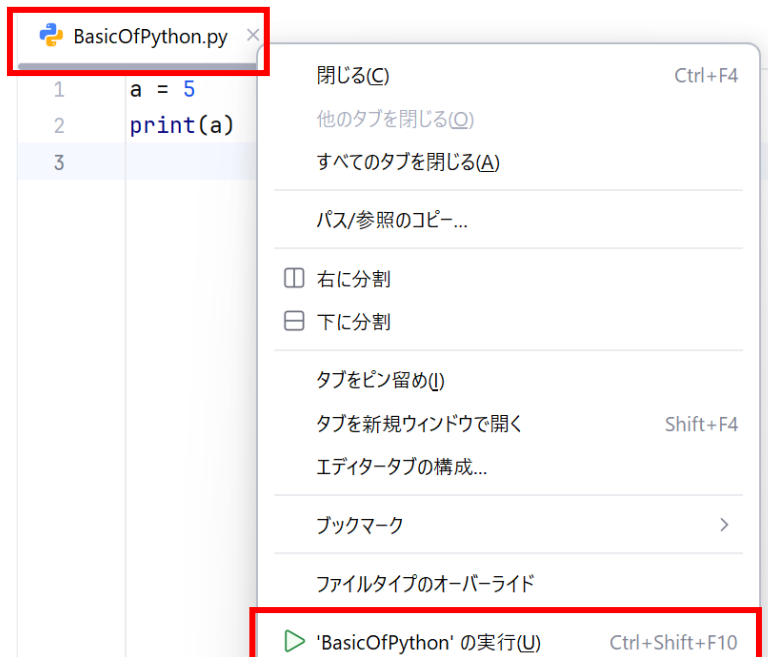 BasicOfPython.py
1 a = 5
2 print(a)
3
閉じる(C) Ctrl+F4
他のタブを閉じる(O)
すべてのタブを閉じる(A)
パス/参照のコピー...
右に分割
下に分割
タブをピン留め(I)
タブを新規ウィンドウで開く Shift+F4
エディタータブの構成...
ブックマーク
ファイルタイプのオーバーライド
'BasicOfPython' の実行(U) Ctrl+Shift+F10